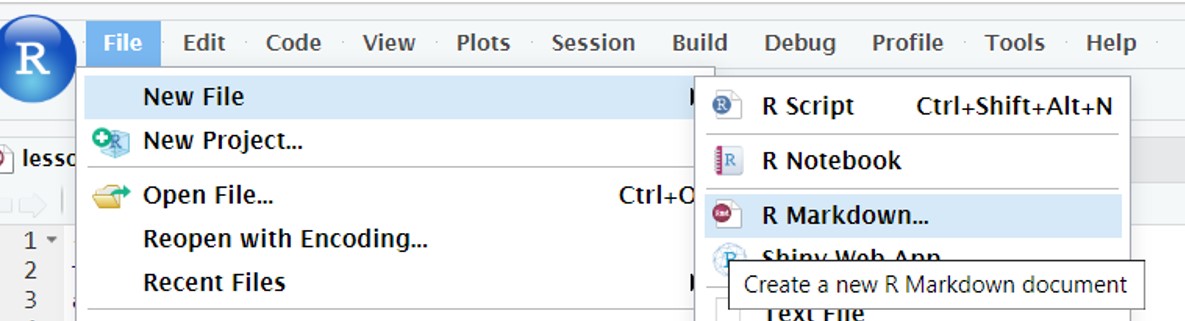 R File Edit Code View Plots Session Build Debug Profile Tools Help
New File
New Project...
Open File... Ctrl+O
Reopen with Encoding...
Recent Files
R Script Ctrl+Shift+Alt+N
R Notebook
R Markdown...
Shiny Web App
Create a new R Markdown document
Text File
lesso
1
2
3